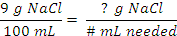 9 g NaCl / 100 mL = ? g NaCl / # mL needed